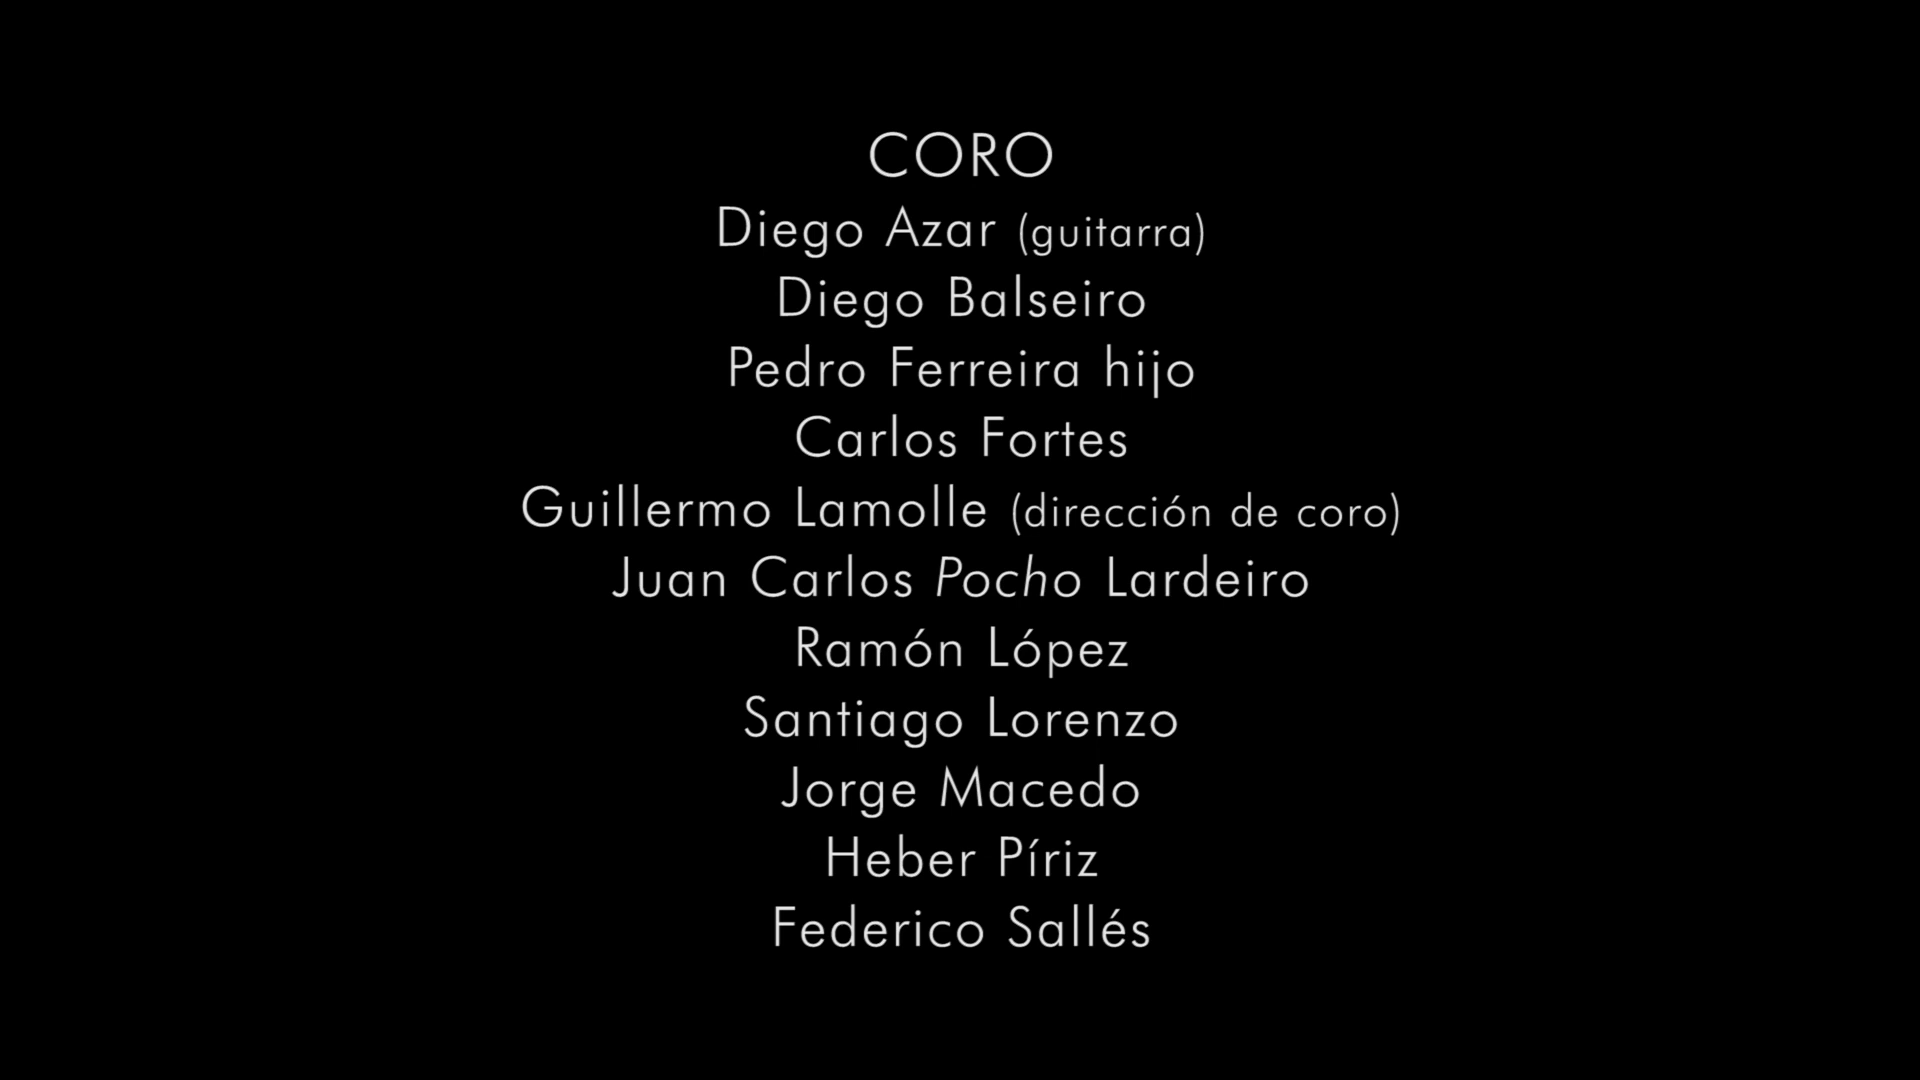 CORO
Diego Azar (guitarra)
Diego Balseiro
Pedro Ferreira hijo
Carlos Fortes
Guillermo Lamolle (dirección de coro)
Juan Carlos Pocho Lardeiro
Ramón López
Santiago Lorenzo
Jorge Macedo
Heber Píriz
Federico Sallés